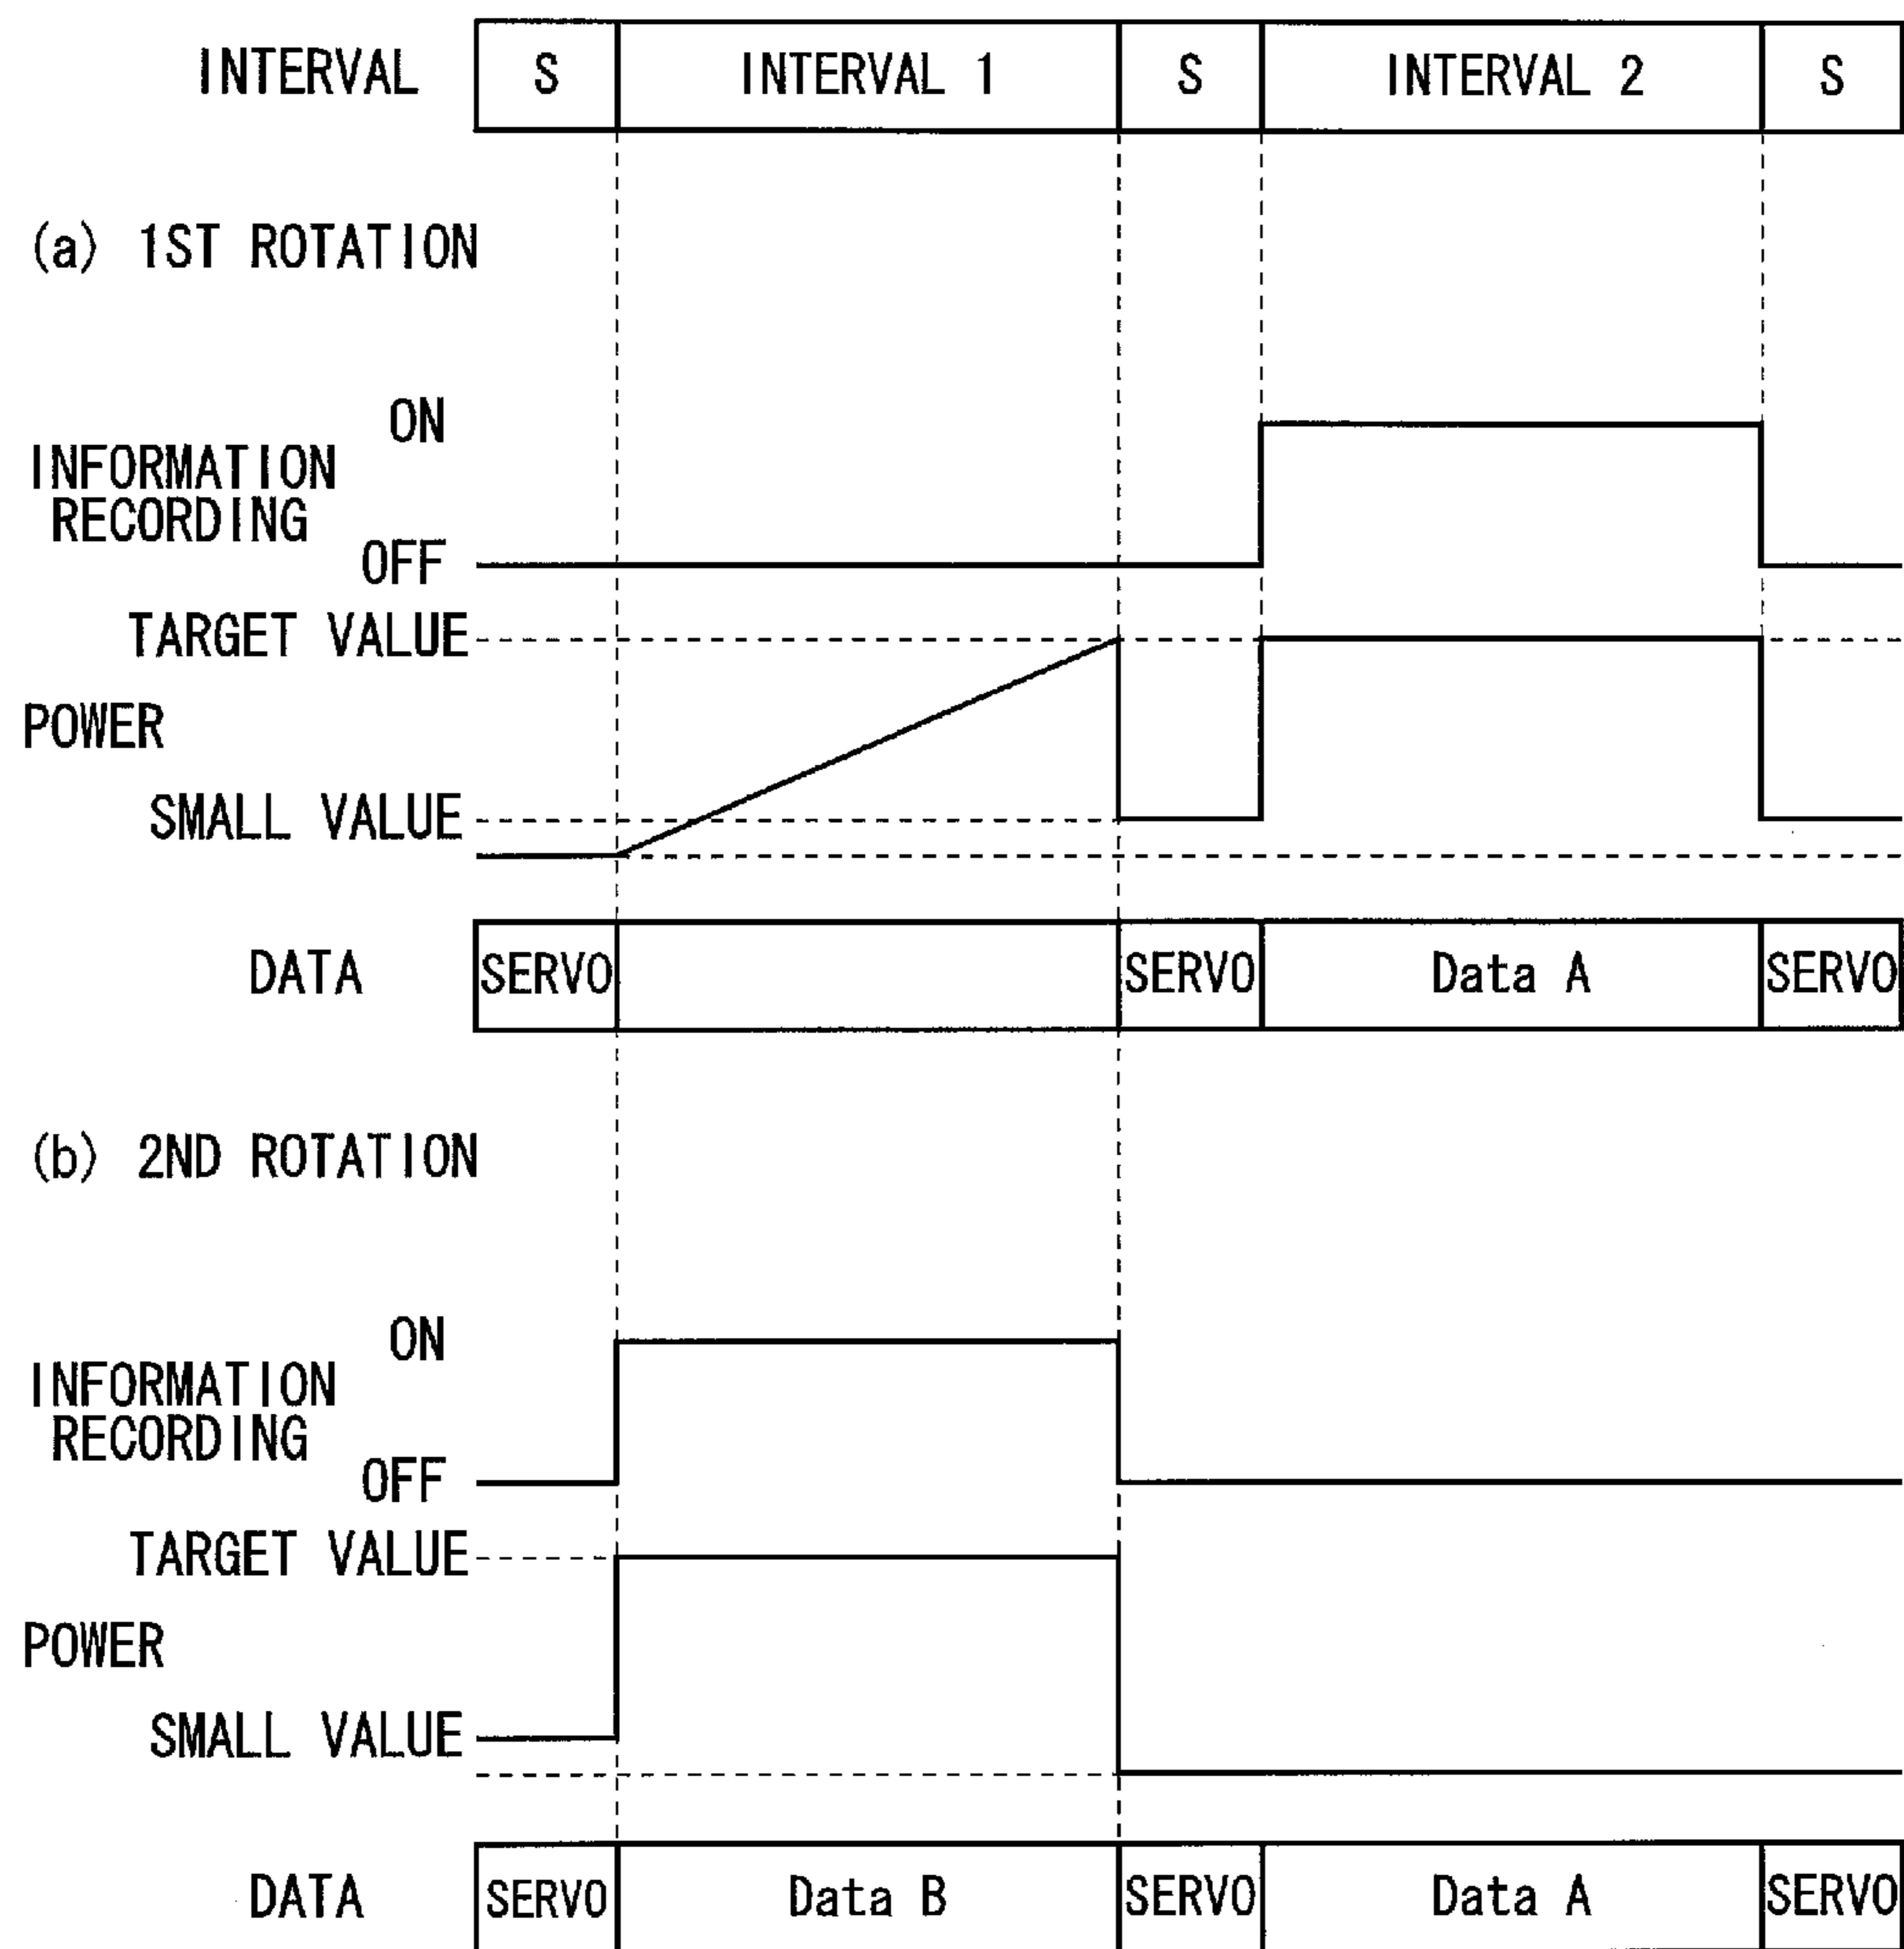 INTERVAL S INTERVAL 1 S INTERVAL 2 S
(a) 1ST ROTATION
ON
INFORMATION
RECORDING
OFF
TARGET VALUE
POWER
SMALL VALUE
DATA SERVO SERVO Data A SERVO
(b) 2ND ROTATION
ON
INFORMATION
RECORDING
OFF
TARGET VALUE
POWER
SMALL VALUE
DATA SERVO Data B SERVO Data A SERVO